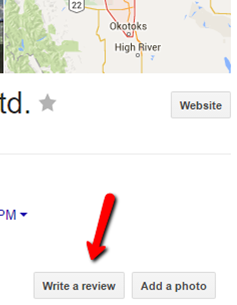 22
Okotoks
High River
td.
Website
PM
Write a review
Add a photo